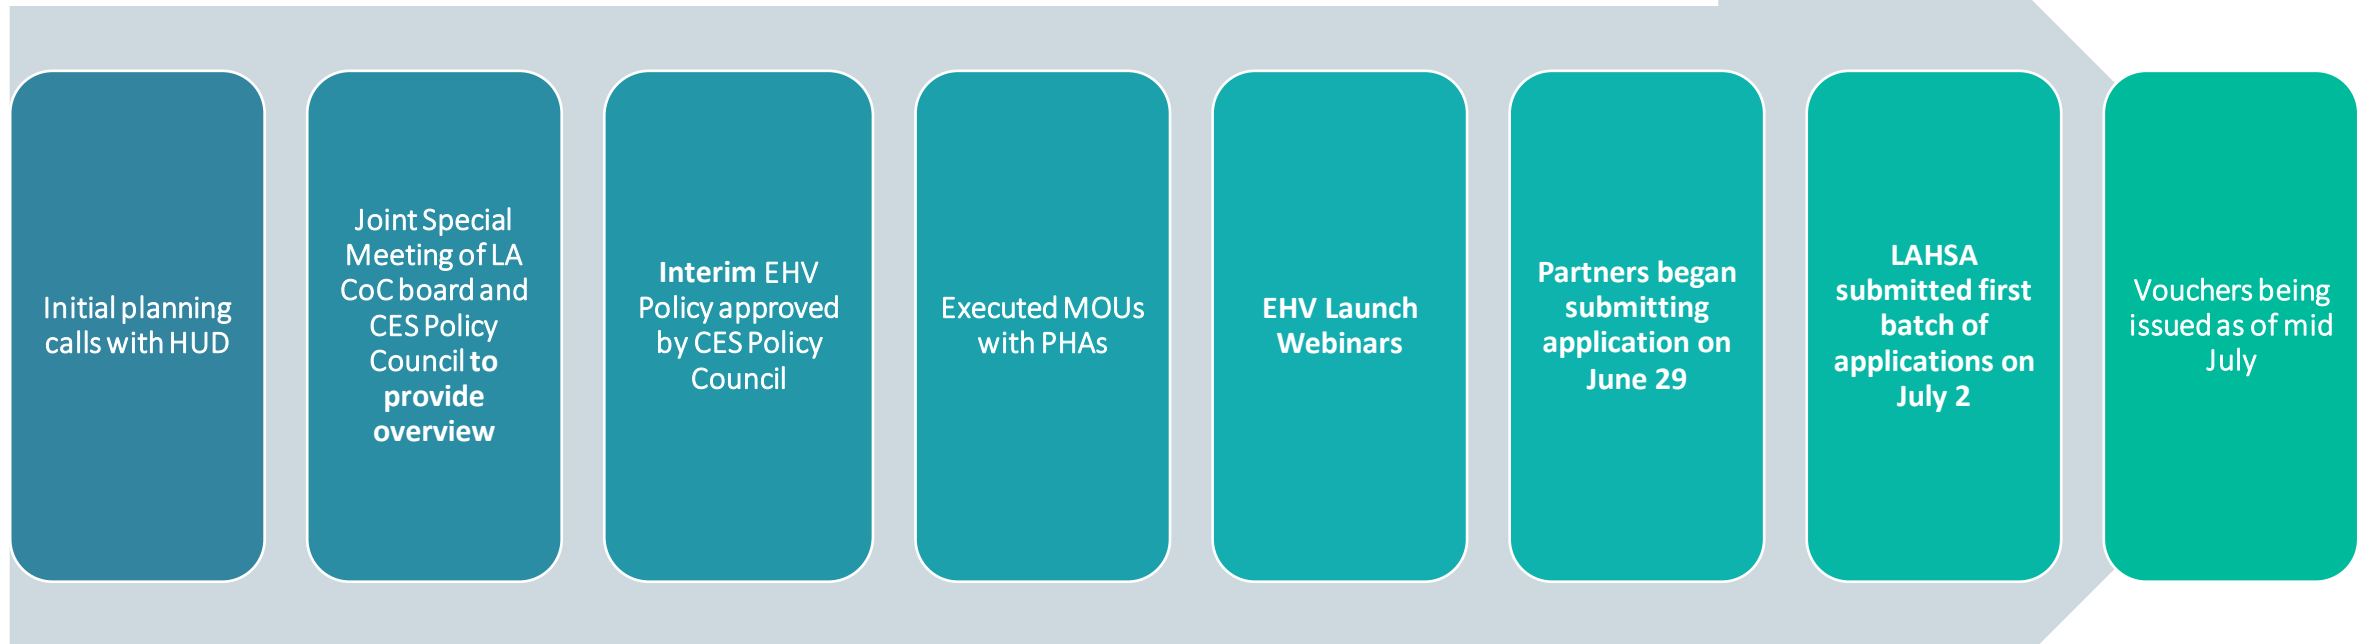 Initial planning
calls with HUD
Joint Special
Meeting of LA
CoC board and
CES Policy
Council to
provide
overview
Interim EHV
Policy approved
by CES Policy
Council
Executed MOUs
with PHAs
EHV Launch
Webinars
Partners began
submitting
application on
June 29
LAHSA
submitted first
batch of
applications on
July 2
Vouchers being
issued as of mid
July